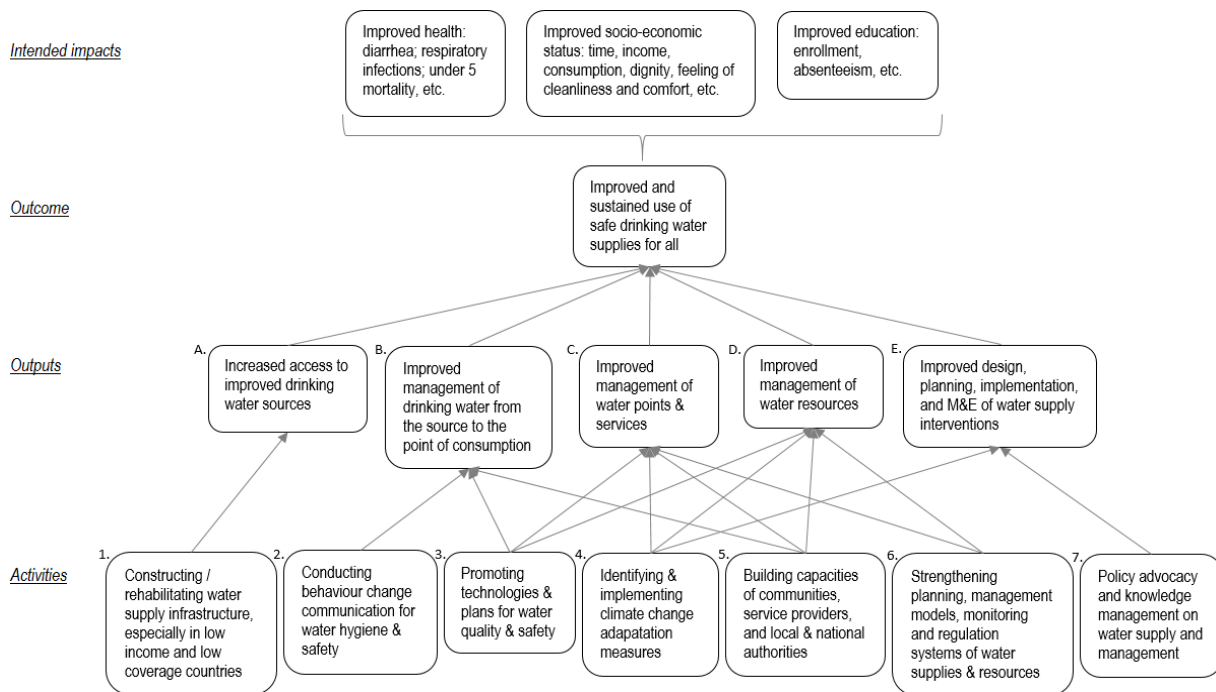 Intended impacts
Improved health:
diarrhea; respiratory
infections; under 5
mortality, etc.
Improved socio-economic
status: time, income,
consumption, dignity, feeling of
cleanliness and comfort, etc.
Improved education:
enrollment,
absenteeism, etc.
Outcome
Improved and
sustained use of
safe drinking water
supplies for all
Outputs
A.
Increased access to
improved drinking
water sources
B.
Improved
management of
drinking water from
the source to the
point of consumption
C.
Improved
management of
water points &
services
D.
Improved
management of
water resources
E.
Improved design,
planning, implementation,
and M&E of water supply
interventions
Activities
1.
Constructing /
rehabilitating water
supply infrastructure,
especially in low
income and low
coverage countries
2.
Conducting
behaviour change
communication for
water hygiene &
safety
3.
Promoting
technologies &
plans for water
quality & safety
4.
Identifying &
implementing
climate change
adapatation
measures
5.
Building capacities
of communities,
service providers,
and local & national
authorities
6.
Strengthening
planning, management
models, monitoring
and regulation
systems of water
supplies & resources
7.
Policy advocacy
and knowledge
management on
water supply and
management